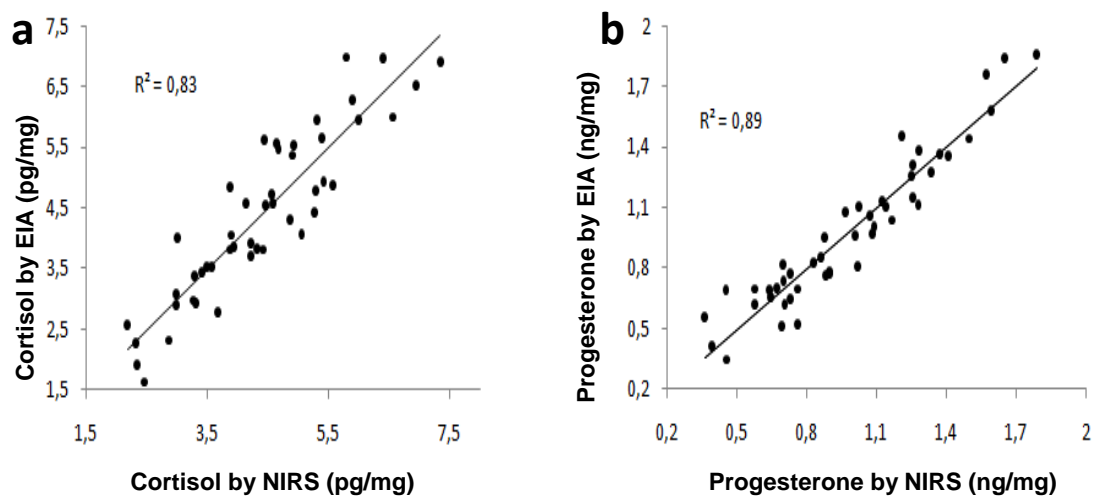 a
Cortisol by EIA (pg/mg)
7,5
6,5
5,5
4,5
3,5
2,5
1,5
R² = 0,83
1,5 3,5 5,5 7,5
Cortisol by NIRS (pg/mg)
b
Progesterone by EIA (ng/mg)
2
1,7
1,4
1,1
0,8
0,5
0,2
R² = 0,89
0,2 0,5 0,8 1,1 1,4 1,7 2
Progesterone by NIRS (ng/mg)